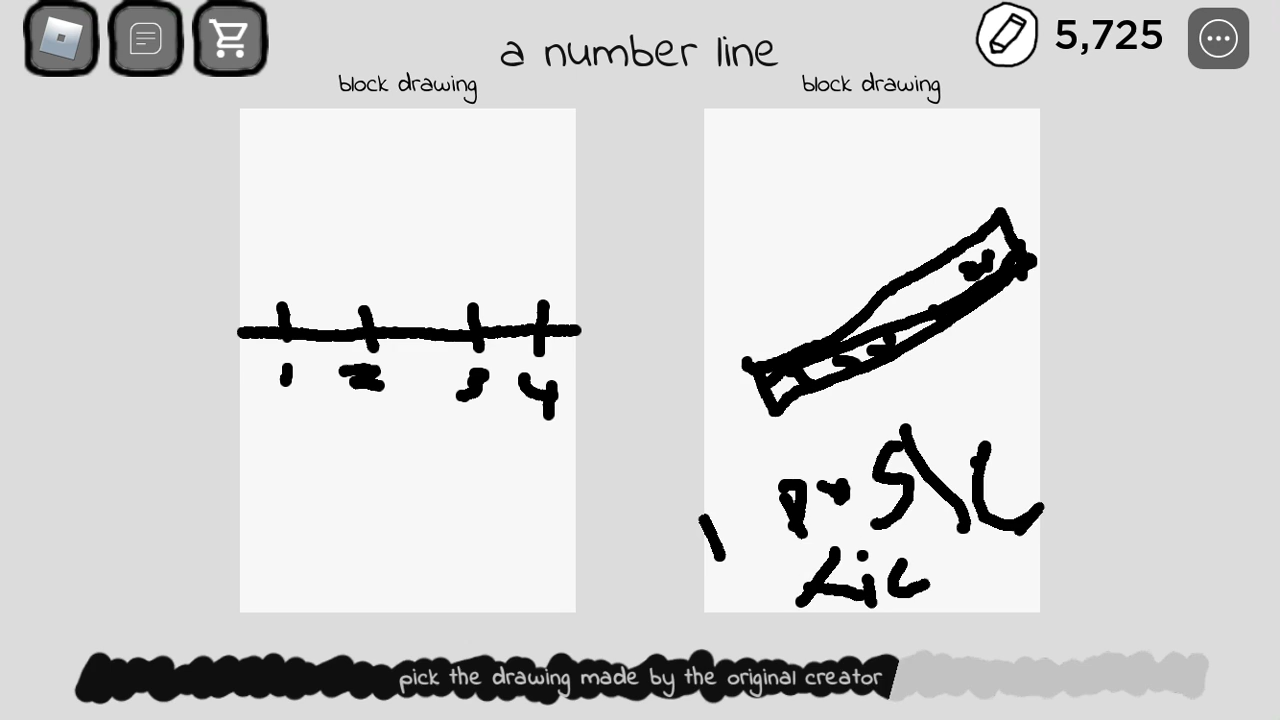 5,725
a number line
block drawing
block drawing
1 2 3 4
pick the drawing made by the original creator